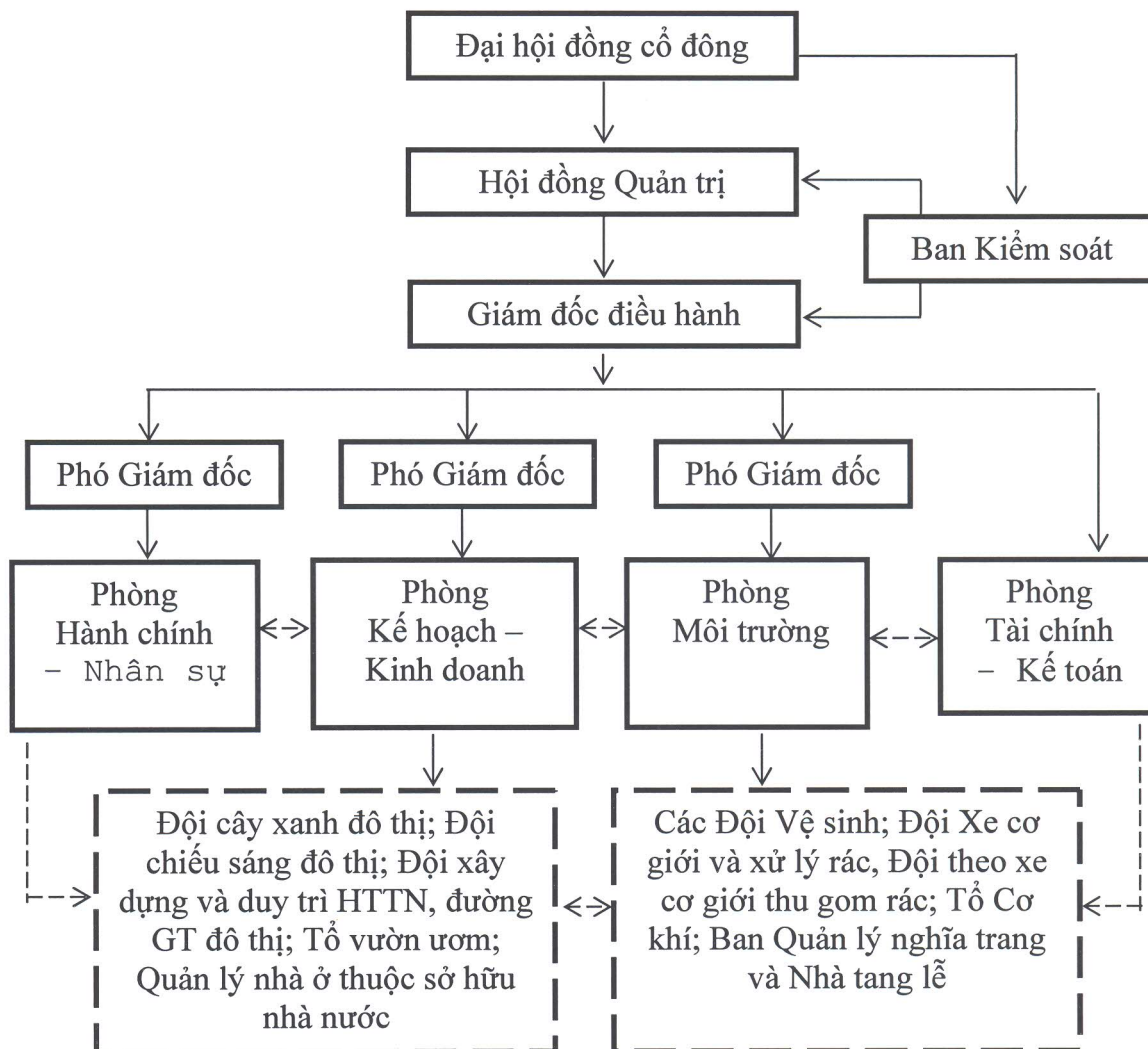 Đại hội đồng cổ đông
Hội đồng Quản trị
Ban Kiểm soát
Giám đốc điều hành
Phó Giám đốc
Phó Giám đốc
Phó Giám đốc
Phòng
Hành chính
– Nhân sự
Phòng
Kế hoạch –
Kinh doanh
Phòng
Môi trường
Phòng
Tài chính
– Kế toán
Đội cây xanh đô thị; Đội
chiếu sáng đô thị; Đội xây
dựng và duy trì HTTN, đường
GT đô thị; Tổ vườn ươm;
Quản lý nhà ở thuộc sở hữu
nhà nước
Các Đội Vệ sinh; Đội Xe cơ
giới và xử lý rác, Đội theo xe
cơ giới thu gom rác; Tổ Cơ
khí; Ban Quản lý nghĩa trang
và Nhà tang lễ